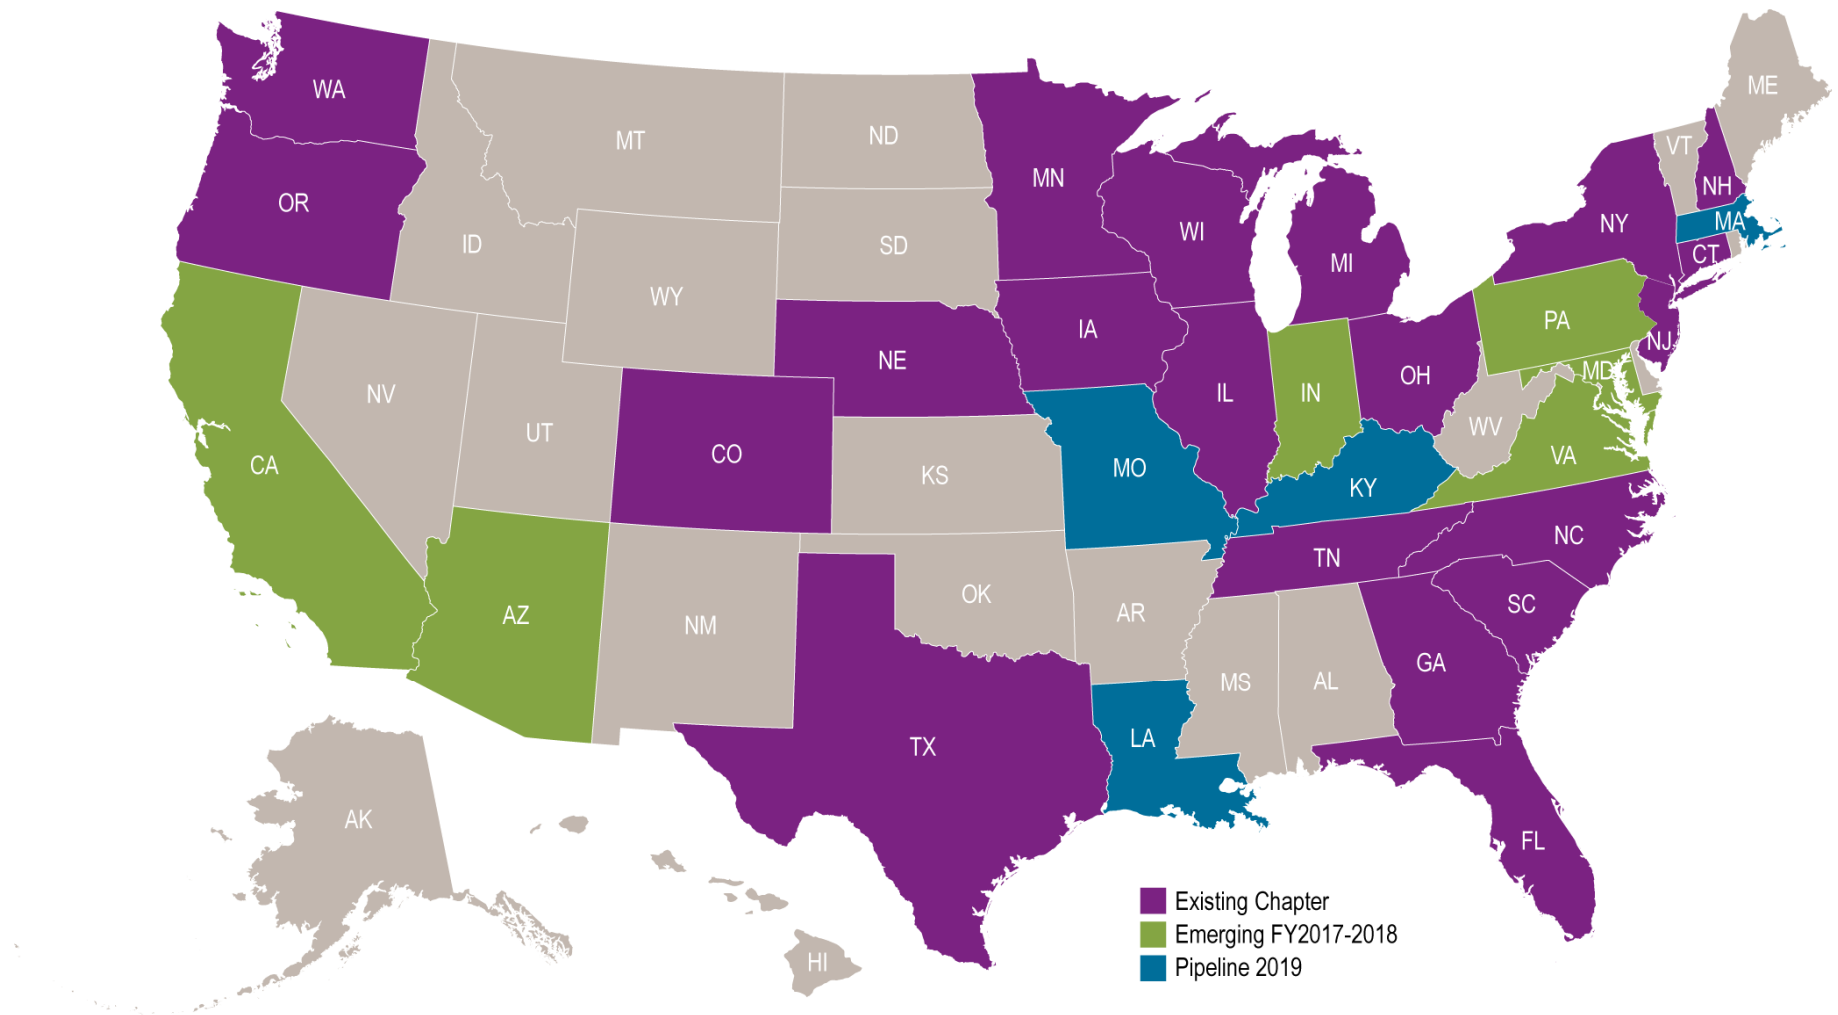 ME
WA
MT
ND
VT
MN
NH
OR
NY
MA
WI
ID
SD
CT
MI
WY
PA
IA
NJ
NE
MD
OH
NV
IL
IN
UT
WV
CO
CA
VA
MO
KS
KY
NC
TN
OK
SC
AR
AZ
NM
GA
MS
AL
LA
TX
AK
FL
HI
Existing Chapter
Emerging FY2017-2018
Pipeline 2019